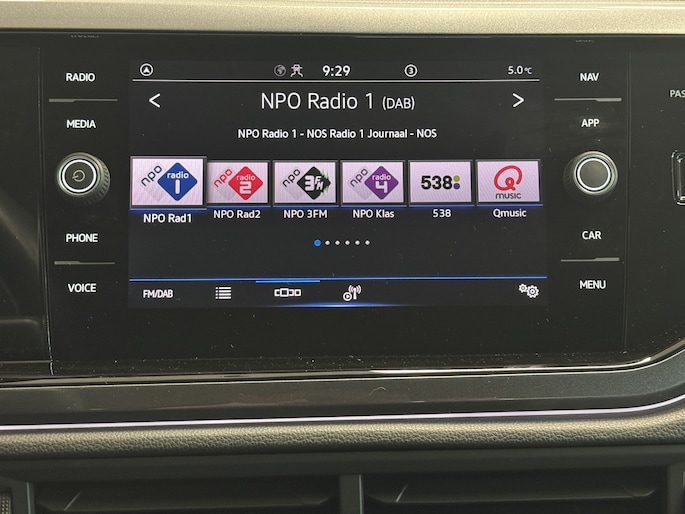 RADIO
MEDIA
PHONE
VOICE
9:29
3
5.0°C
< NPO Radio 1 (DAB) >
NPO Radio 1 - NOS Radio 1 Journaal - NOS
npo radio 1
npo radio 2
npo 3FM
npo radio 4
538
Q music
NPO Rad1
NPO Rad2
NPO 3FM
NPO Klas
538
Qmusic
FM/DAB
NAV
APP
CAR
MENU
PAS